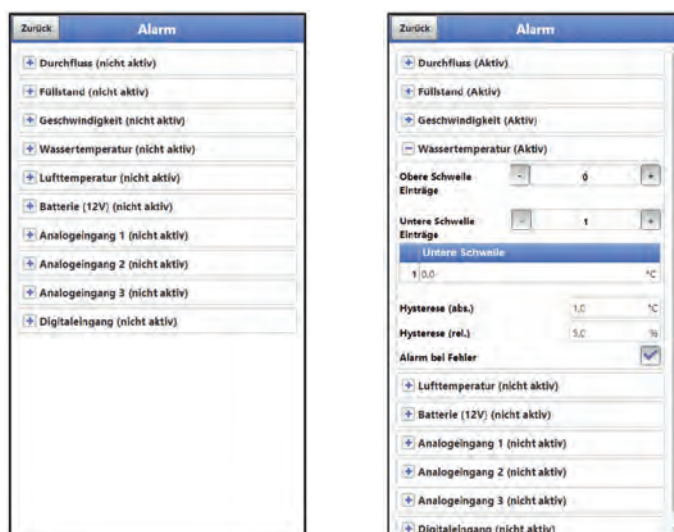 Zurück
Alarm
Durchfluss (nicht aktiv)
Füllstand (nicht aktiv)
Geschwindigkeit (nicht aktiv)
Wassertemperatur (nicht aktiv)
Lufttemperatur (nicht aktiv)
Batterie (12V) (nicht aktiv)
Analogeingang 1 (nicht aktiv)
Analogeingang 2 (nicht aktiv)
Analogeingang 3 (nicht aktiv)
Digitaleingang (nicht aktiv)
Zurück
Alarm
Durchfluss (Aktiv)
Füllstand (Aktiv)
Geschwindigkeit (Aktiv)
Wassertemperatur (Aktiv)
Obere Schwelle - 0 +
Einträge
Untere Schwelle - 1 +
Einträge
Untere Schwelle
1 0,0 °C
Hysterese (abs.) 1,0 °C
Hysterese (rel.) 5,0 %
Alarm bei Fehler
Lufttemperatur (nicht aktiv)
Batterie (12V) (nicht aktiv)
Analogeingang 1 (nicht aktiv)
Analogeingang 2 (nicht aktiv)
Analogeingang 3 (nicht aktiv)
Digitaleingang (nicht aktiv)